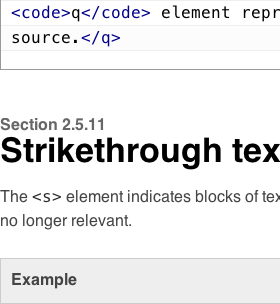 <code>q</code> element repr
source.</q>
Section 2.5.11
Strikethrough tex
The <s> element indicates blocks of tex
no longer relevant.
Example